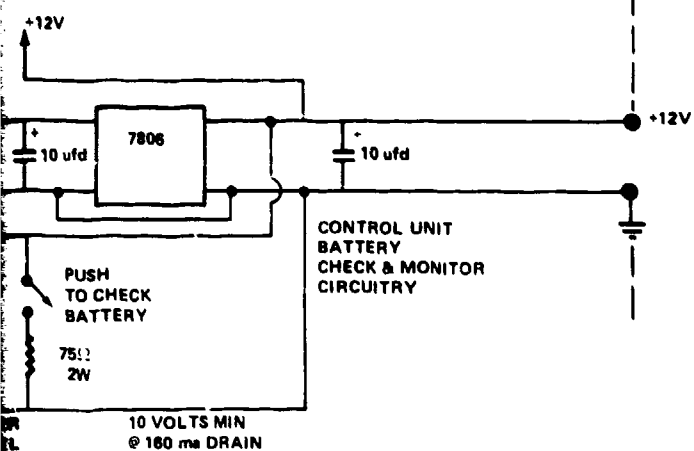 +12V
+12V
7806
+
10 ufd
10 ufd
CONTROL UNIT
BATTERY
CHECK & MONITOR
CIRCUITRY
PUSH
TO CHECK
BATTERY
75Ω
2W
10 VOLTS MIN
@ 160 ma DRAIN